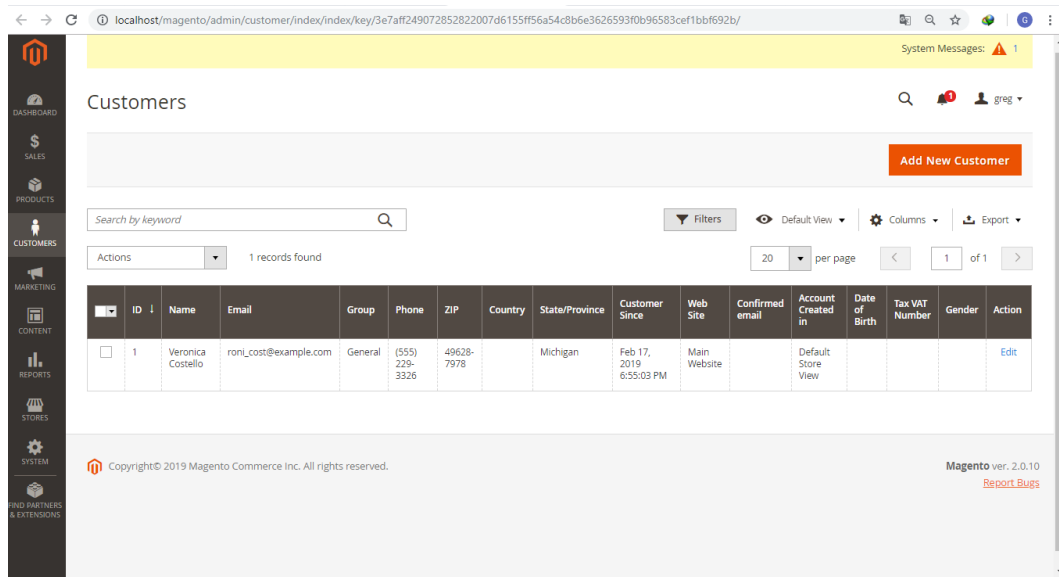 localhost/magento/admin/customer/index/index/key/3e7aff249072852822007d6155ff56a54c8b6e3626593f0b96583cef1bbf692b/
G
System Messages: 1
Customers
1
greg
DASHBOARD
SALES
PRODUCTS
CUSTOMERS
MARKETING
CONTENT
REPORTS
STORES
SYSTEM
FIND PARTNERS
& EXTENSIONS
Add New Customer
Search by keyword
Filters Default View Columns Export
Actions 1 records found 20 per page 1 of 1
ID Name Email Group Phone ZIP Country State/Province Customer Since Web Site Confirmed email Account Created in Date of Birth Tax VAT Number Gender Action
1 Veronica Costello roni_cost@example.com General (555) 229-3326 49628-7978 Michigan Feb 17, 2019 6:55:03 PM Main Website Default Store View Edit
Copyright© 2019 Magento Commerce Inc. All rights reserved.
Magento ver. 2.0.10
Report Bugs